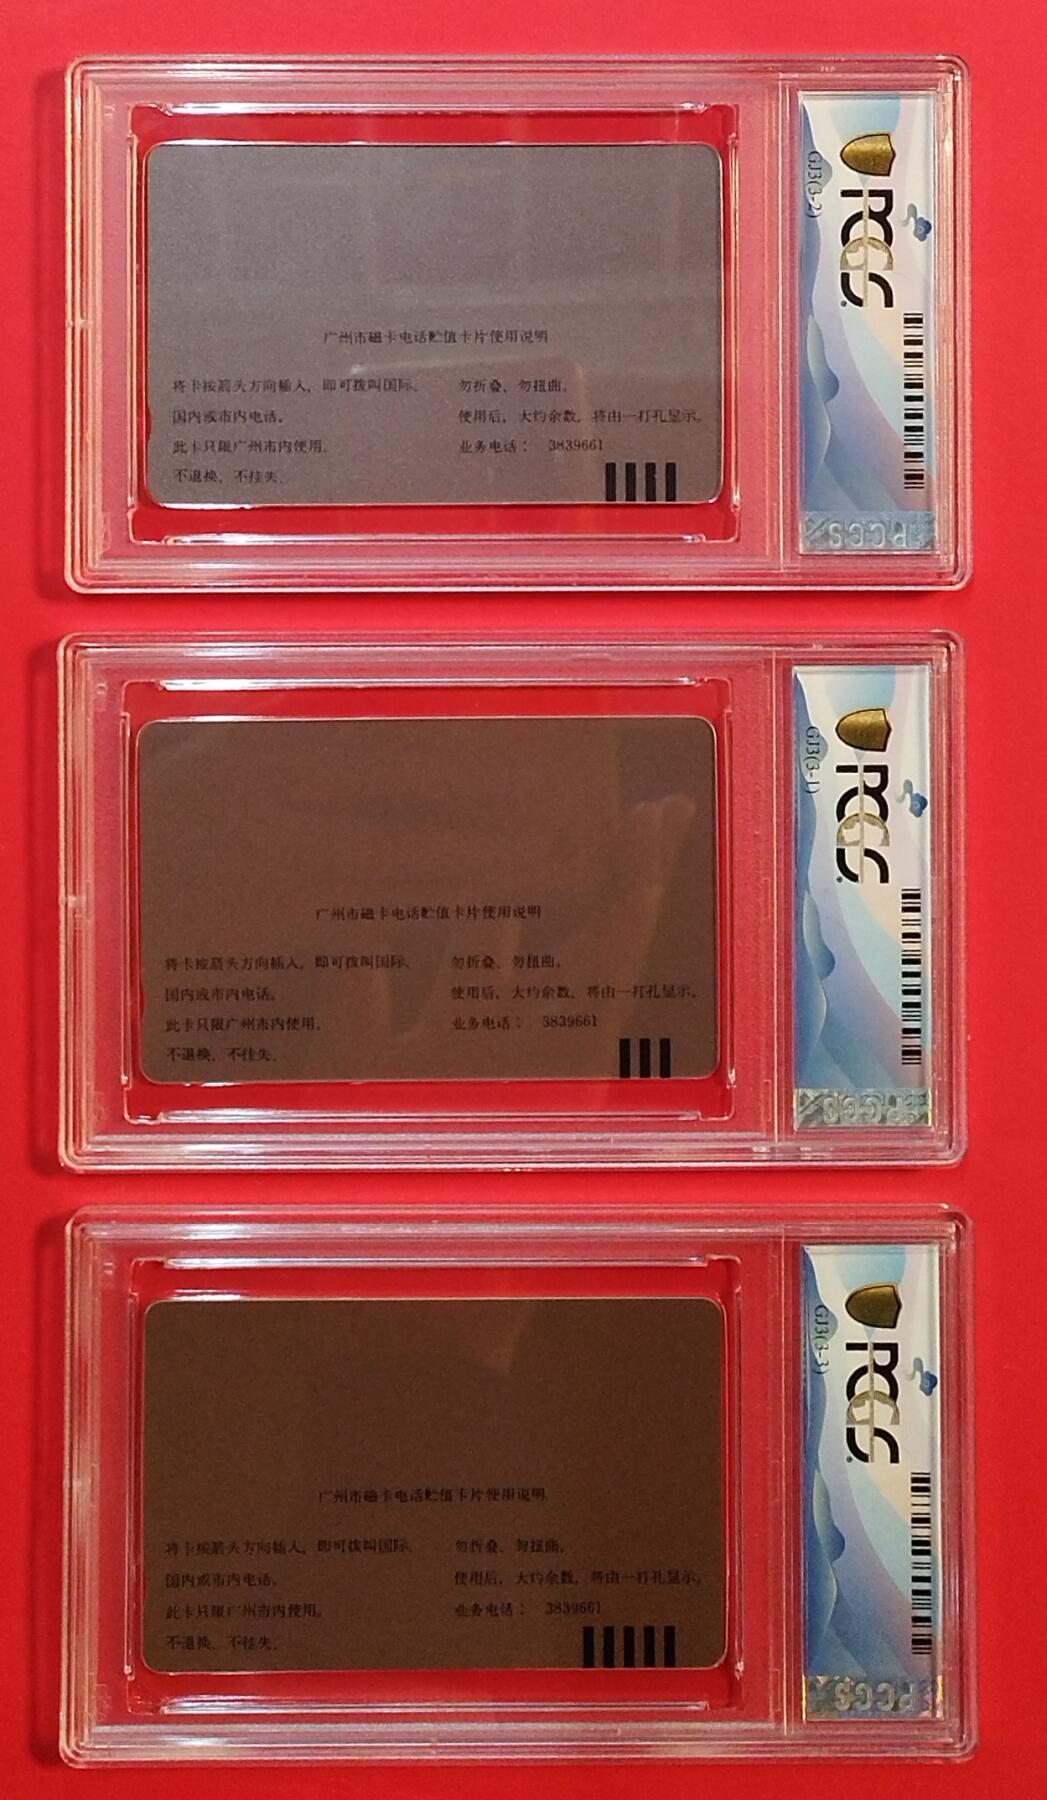 广州市磁卡电话贮值卡片使用说明
将卡按箭头方向插入，即可拨叫国际、
国内或市内电话。
此卡只限广州市内使用。
不退换、不挂失.
勿折叠、勿扭曲。
使用后，大约余数，将由一打孔显示。
业务电话： 3839661
GJ3(3-2)
PCGS
PCGS
广州市磁卡电话贮值卡片使用说明
将卡按箭头方向插入，即可拨叫国际、
国内或市内电话。
此卡只限广州市内使用。
不退换、不挂失.
勿折叠、勿扭曲。
使用后，大约余数，将由一打孔显示。
业务电话： 3839661
GJ3(3-1)
PCGS
PCGS
广州市磁卡电话贮值卡片使用说明
将卡按箭头方向插入，即可拨叫国际、
国内或市内电话。
此卡只限广州市内使用。
不退换、不挂失.
勿折叠、勿扭曲。
使用后，大约余数，将由一打孔显示。
业务电话： 3839661
GJ3(3-3)
PCGS
PCGS